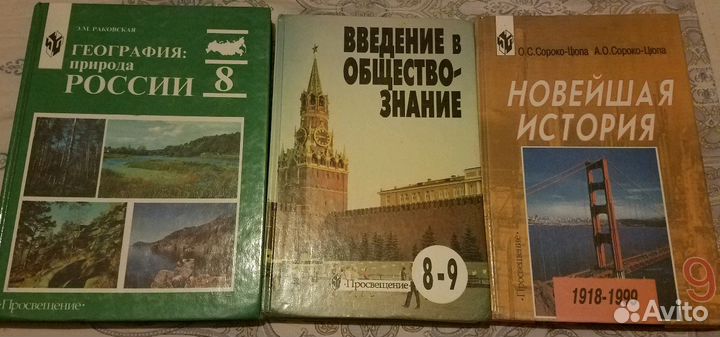 Э.М. РАКОВСКАЯ
ГЕОГРАФИЯ:
природа
РОССИИ
8
·Просвещение·
ВВЕДЕНИЕ В
ОБЩЕСТВО-
ЗНАНИЕ
8-9
·Просвещение·
О.С.Сороко-Цюпа А.О.Сороко-Цюпа
НОВЕЙШАЯ
ИСТОРИЯ
·Просвещение·
1918-1999
9
Avito